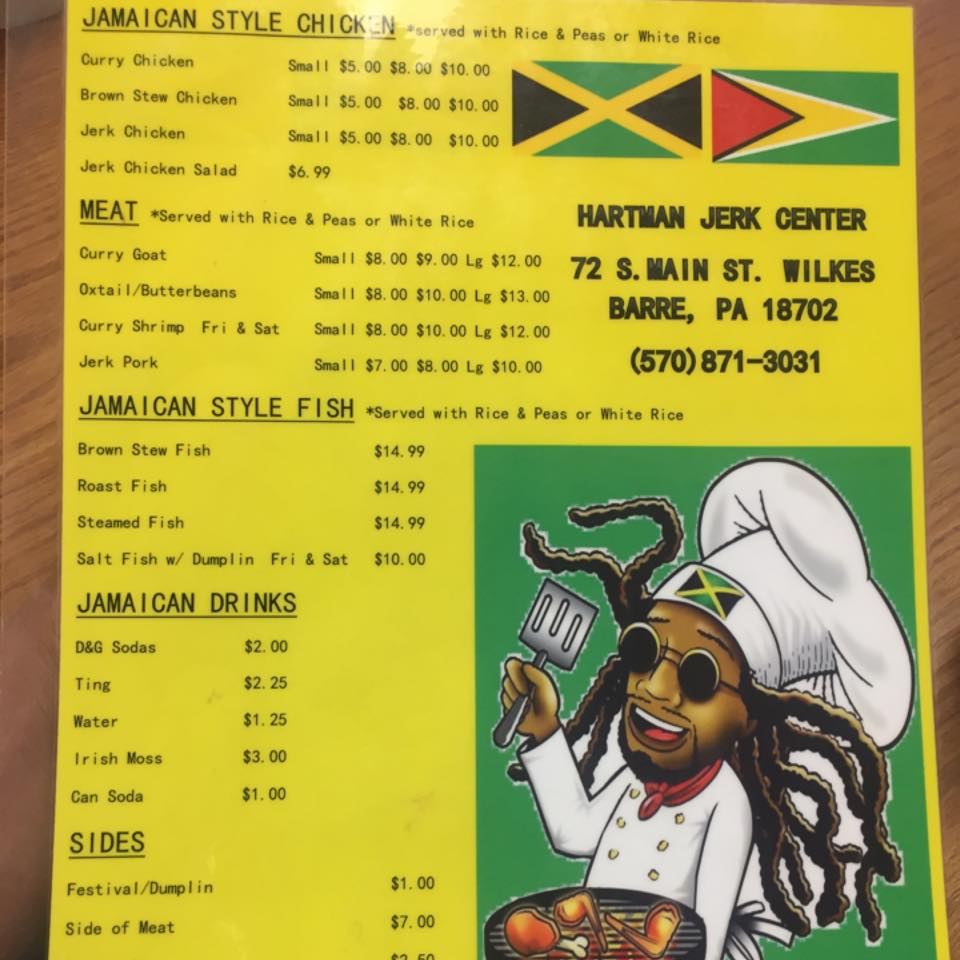 JAMAICAN STYLE CHICKEN *served with Rice & Peas or White Rice
Curry Chicken Small $5.00 $8.00 $10.00
Brown Stew Chicken Small $5.00 $8.00 $10.00
Jerk Chicken Small $5.00 $8.00 $10.00
Jerk Chicken Salad $6.99
MEAT *Served with Rice & Peas or White Rice
Curry Goat Small $8.00 $9.00 Lg $12.00
Oxtail/Butterbeans Small $8.00 $10.00 Lg $13.00
Curry Shrimp Fri & Sat Small $8.00 $10.00 Lg $12.00
Jerk Pork Small $7.00 $8.00 Lg $10.00
HARTMAN JERK CENTER
72 S. MAIN ST. WILKES
BARRE, PA 18702
(570)871-3031
JAMAICAN STYLE FISH *Served with Rice & Peas or White Rice
Brown Stew Fish $14.99
Roast Fish $14.99
Steamed Fish $14.99
Salt Fish w/ Dumplin Fri & Sat $10.00
JAMAICAN DRINKS
D&G Sodas $2.00
Ting $2.25
Water $1.25
Irish Moss $3.00
Can Soda $1.00
SIDES
Festival/Dumplin $1.00
Side of Meat $7.00